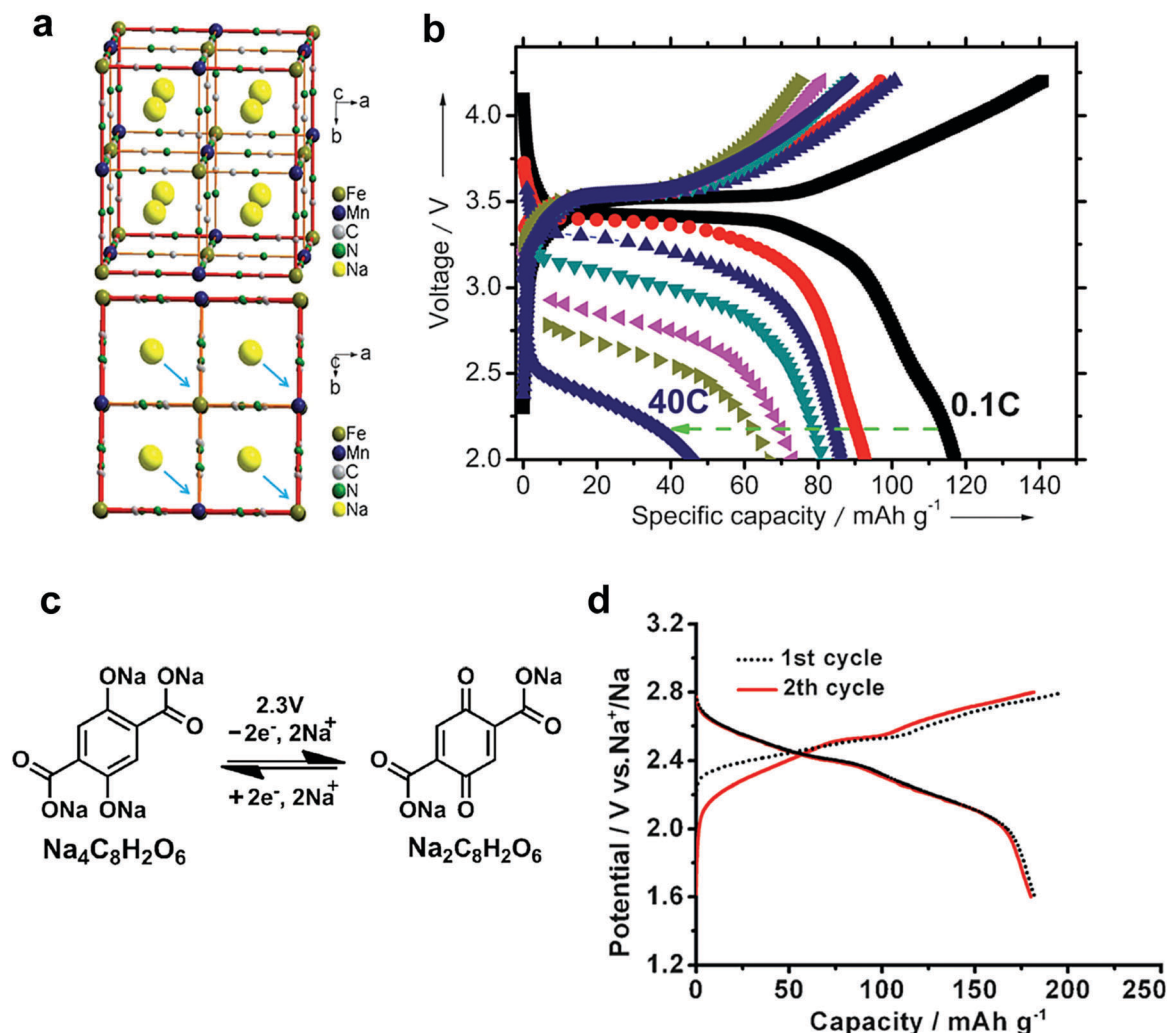 a
c
a
b
Fe
Mn
C
N
Na
c
a
b
Fe
Mn
C
N
Na
b
4.0
3.5
3.0
2.5
2.0
Voltage / V
40C
0.1C
0 20 40 60 80 100 120 140
Specific capacity / mAh g-1
c
ONa
ONa
O
O
ONa
ONa
Na4C8H2O6
2.3V
−2e-, 2Na+
+2e-, 2Na+
O
ONa
O
O
ONa
O
Na2C8H2O6
d
3.2
2.8
2.4
2.0
1.6
1.2
Potential / V vs.Na+/Na
1st cycle
2th cycle
0 50 100 150 200 250
Capacity / mAh g-1